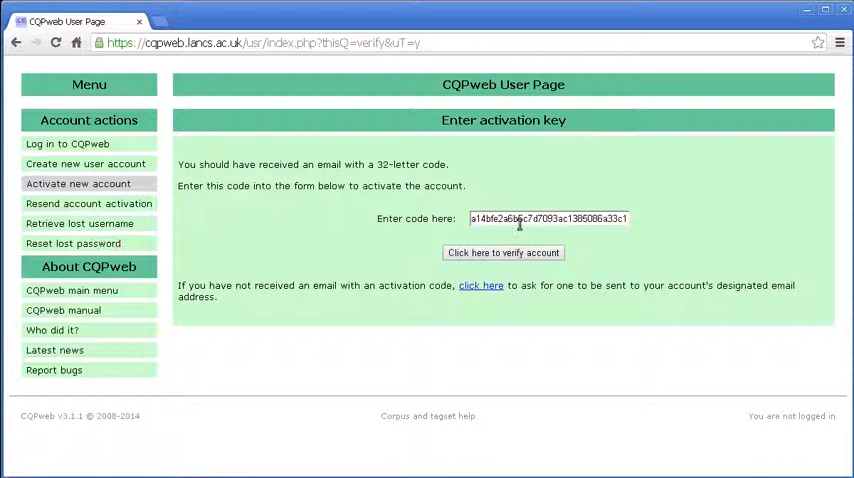 CQPweb User Page
https://cqpweb.lancs.ac.uk/usr/index.php?thisQ=verify&uT=y
Menu
CQPweb User Page
Account actions
Enter activation key
Log in to CQPweb
Create new user account
Activate new account
Resend account activation
Retrieve lost username
Reset lost password
About CQPweb
CQPweb main menu
CQPweb manual
Who did it?
Latest news
Report bugs
You should have received an email with a 32-letter code.
Enter this code into the form below to activate the account.
Enter code here: a14bfe2a6b6c7d7093ac1385086a33c1
Click here to verify account
If you have not received an email with an activation code, click here to ask for one to be sent to your account's designated email
address.
CQPweb v3.1.1 © 2008-2014
Corpus and tagset help
You are not logged in